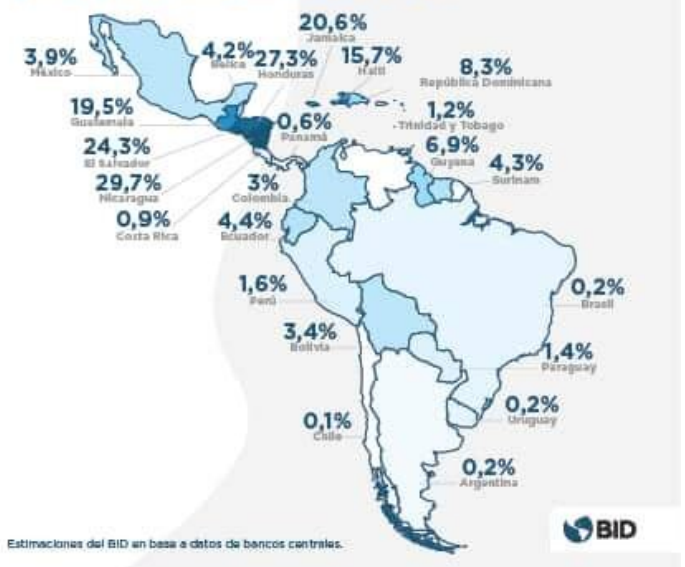 20,6%
Jamaica
3,9%
México
4,2%
Belice
27,3%
Honduras
15,7%
Haití
8,3%
República Dominicana
19,5%
Guatemala
0,6%
Panamá
1,2%
Trinidad y Tobago
24,3%
El Salvador
6,9%
Guyana
4,3%
Surinam
29,7%
Nicaragua
3%
Colombia
0,9%
Costa Rica
4,4%
Ecuador
1,6%
Perú
0,2%
Brasil
3,4%
Bolivia
1,4%
Paraguay
0,1%
Chile
0,2%
Uruguay
0,2%
Argentina
BID
Estimaciones del BID en base a datos de bancos centrales.